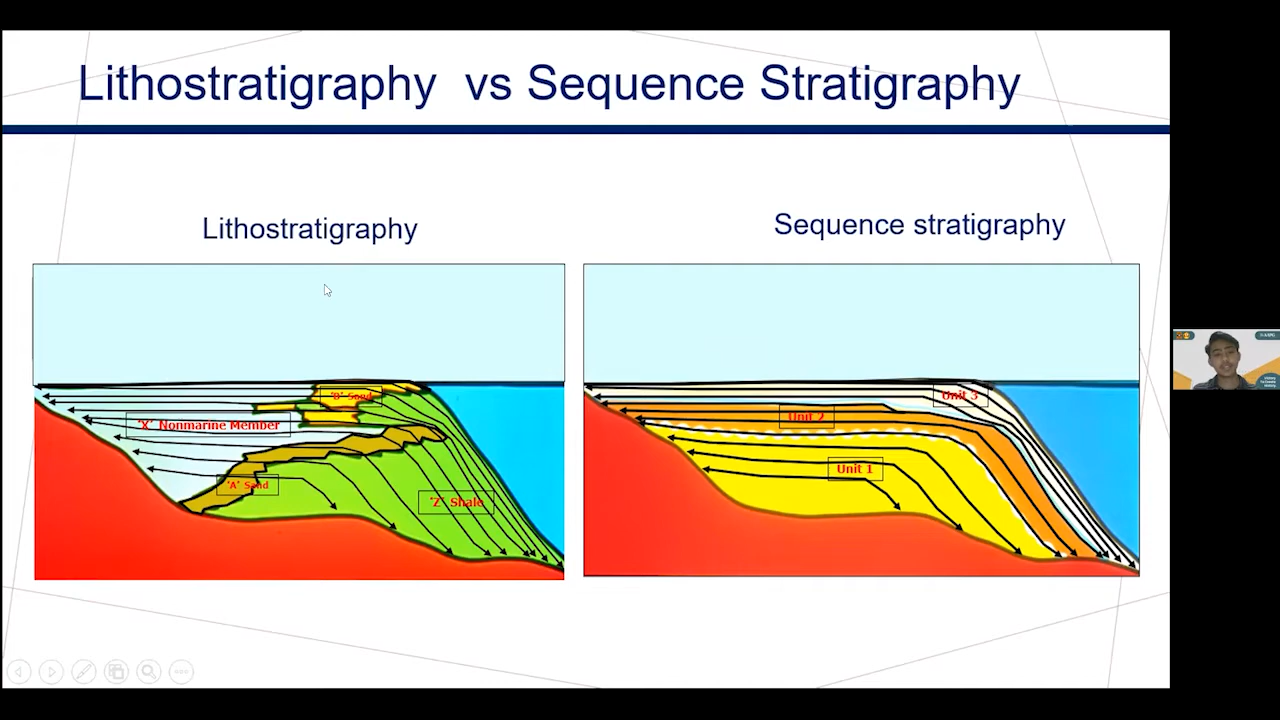 Lithostratigraphy vs Sequence Stratigraphy
Lithostratigraphy
Sequence stratigraphy
'B' Sand
'X' Nonmarine Member
'A' Sand
'Z' Shale
Unit 3
Unit 2
Unit 1